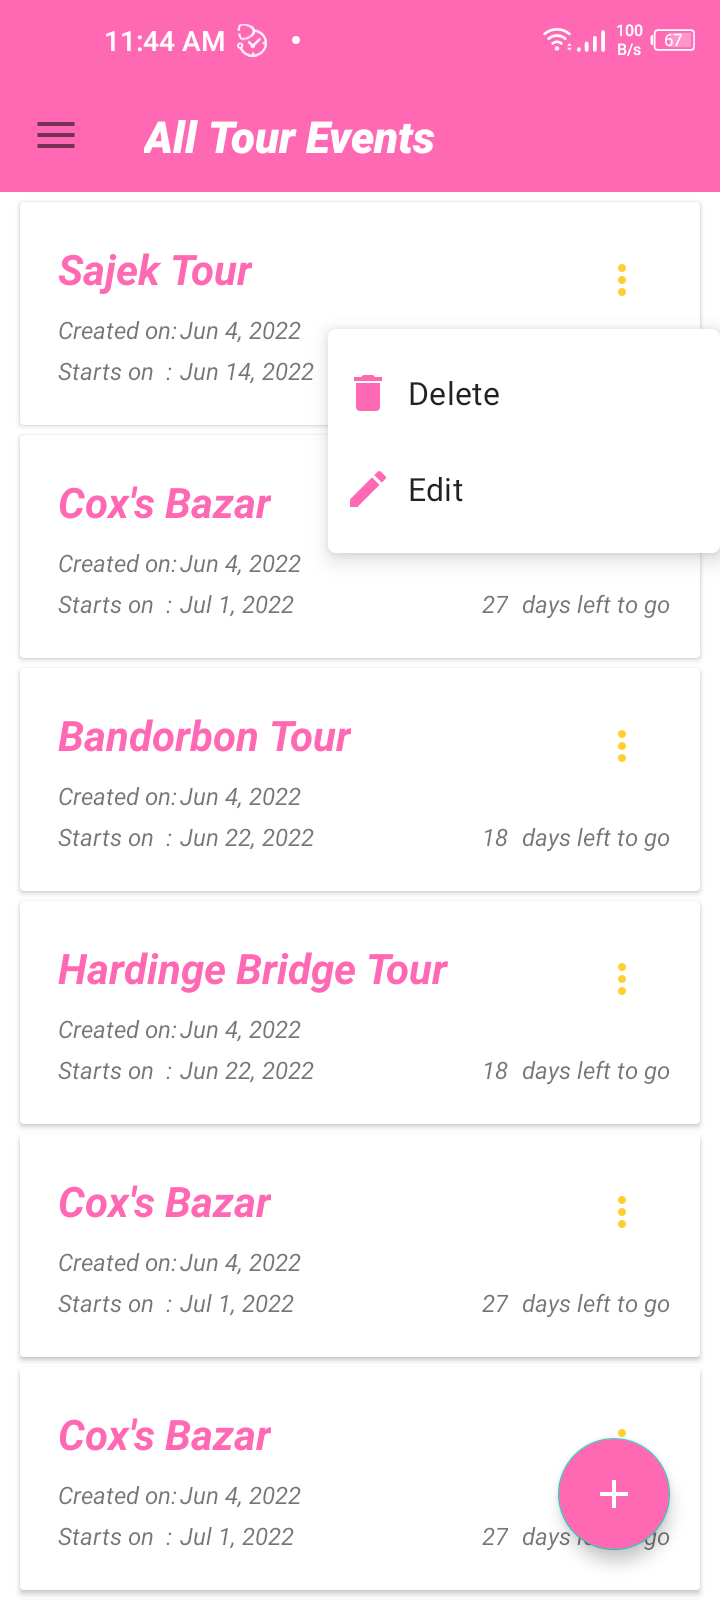 11:44 AM
100
B/s
67
All Tour Events
Sajek Tour
Created on: Jun 4, 2022
Starts on : Jun 14, 2022
Delete
Edit
Cox's Bazar
Created on: Jun 4, 2022
Starts on : Jul 1, 2022 27 days left to go
Bandorbon Tour
Created on: Jun 4, 2022
Starts on : Jun 22, 2022 18 days left to go
Hardinge Bridge Tour
Created on: Jun 4, 2022
Starts on : Jun 22, 2022 18 days left to go
Cox's Bazar
Created on: Jun 4, 2022
Starts on : Jul 1, 2022 27 days left to go
Cox's Bazar
Created on: Jun 4, 2022
Starts on : Jul 1, 2022 27 days go